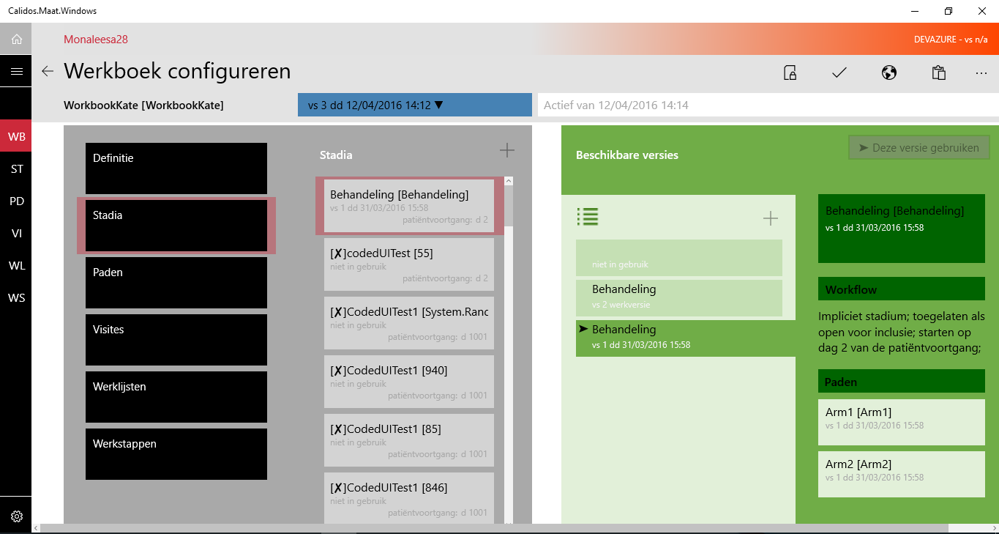 Calidos.Maat.Windows
Monaleesa28
DEVAZURE - vs n/a
Werkboek configureren
WorkbookKate [WorkbookKate]
vs 3 dd 12/04/2016 14:12 ▼
Actief van 12/04/2016 14:14
WB
ST
PD
VI
WL
WS
Definitie
Stadia
Paden
Visites
Werklijsten
Werkstappen
Stadia
Behandeling [Behandeling]
vs 1 dd 31/03/2016 15:58
patiëntvoortgang: d 2
[✗]codedUITest [55]
niet in gebruik
patiëntvoortgang: d 2
[✗]CodedUITest1 [System.Ranc
niet in gebruik
patiëntvoortgang: d 1001
[✗]CodedUITest1 [940]
niet in gebruik
patiëntvoortgang: d 1001
[✗]CodedUITest1 [85]
niet in gebruik
patiëntvoortgang: d 1001
[✗]CodedUITest1 [846]
niet in gebruik
patiëntvoortgang: d 1001
Beschikbare versies
➤ Deze versie gebruiken
niet in gebruik
Behandeling
vs 2 werkversie
➤ Behandeling
vs 1 dd 31/03/2016 15:58
Behandeling [Behandeling]
vs 1 dd 31/03/2016 15:58
Workflow
Impliciet stadium; toegelaten als
open voor inclusie; starten op
dag 2 van de patiëntvoortgang;
Paden
Arm1 [Arm1]
vs 1 dd 31/03/2016 15:58
Arm2 [Arm2]
vs 1 dd 31/03/2016 15:58